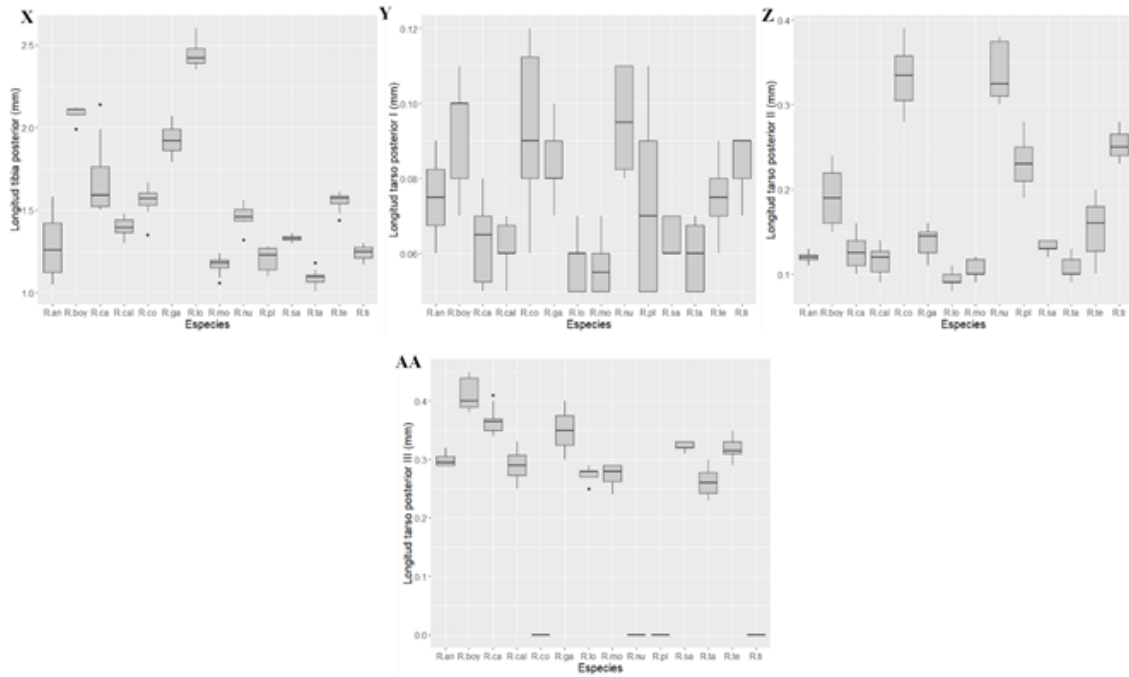 X
Longitud tibia posterior (mm)
2.5
2.0
1.5
1.0
R.an R.boy R.ca R.cal R.co R.ga R.lo R.mo R.nu R.pl R.sa R.ta R.te R.ti
Especies
Y
Longitud tarso posterior I (mm)
0.12
0.10
0.08
0.06
R.an R.boy R.ca R.cal R.co R.ga R.lo R.mo R.nu R.pl R.sa R.ta R.te R.ti
Especies
Z
Longitud tarso posterior II (mm)
0.4
0.3
0.2
0.1
R.an R.boy R.ca R.cal R.co R.ga R.lo R.mo R.nu R.pl R.sa R.ta R.te R.ti
Especies
AA
Longitud tarso posterior III (mm)
0.4
0.3
0.2
0.1
0.0
R.an R.boy R.ca R.cal R.co R.ga R.lo R.mo R.nu R.pl R.sa R.ta R.te R.ti
Especies